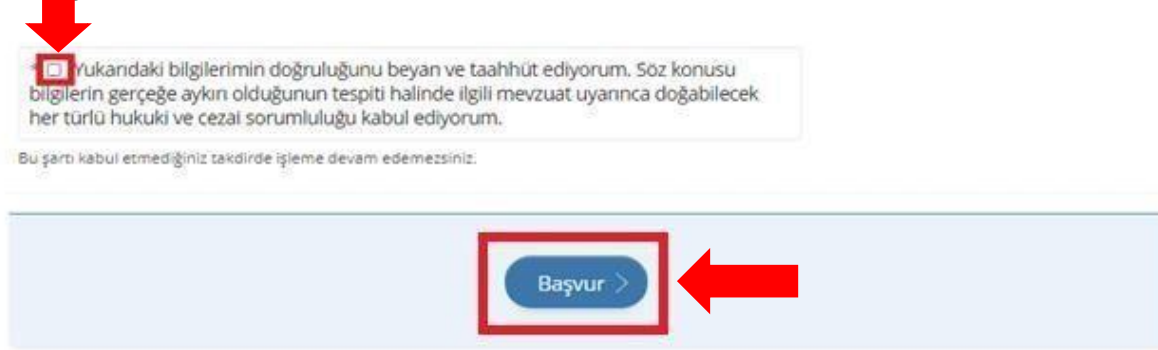 * Yukarıdaki bilgilerimin doğruluğunu beyan ve taahhüt ediyorum. Söz konusu
bilgilerin gerçeğe aykırı olduğunun tespiti halinde ilgili mevzuat uyarınca doğabilecek
her türlü hukuki ve cezai sorumluluğu kabul ediyorum.
Bu şartı kabul etmediğiniz takdirde işleme devam edemezsiniz.
Başvur >